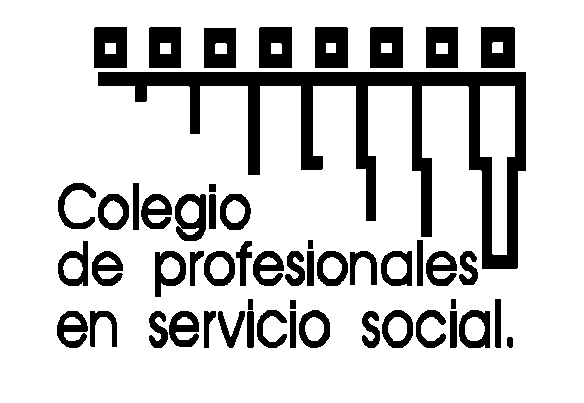 Colegio
de profesionales
en servicio social.